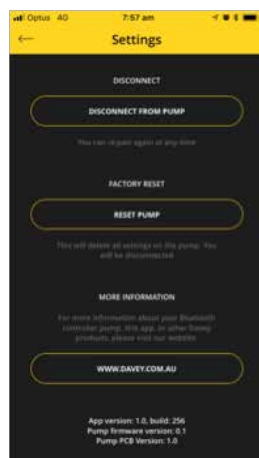 Optus 4G 7:57 am
Settings
DISCONNECT
DISCONNECT FROM PUMP
You can re-pair again at any time
FACTORY RESET
RESET PUMP
This will delete all settings on the pump. You
will be disconnected
MORE INFORMATION
For more information about your Bluetooth
controller pump, this app, or other Davey
products, please visit our website
WWW.DAVEY.COM.AU
App version: 1.0, build: 256
Pump firmware version: 0.1
Pump PCB Version: 1.0